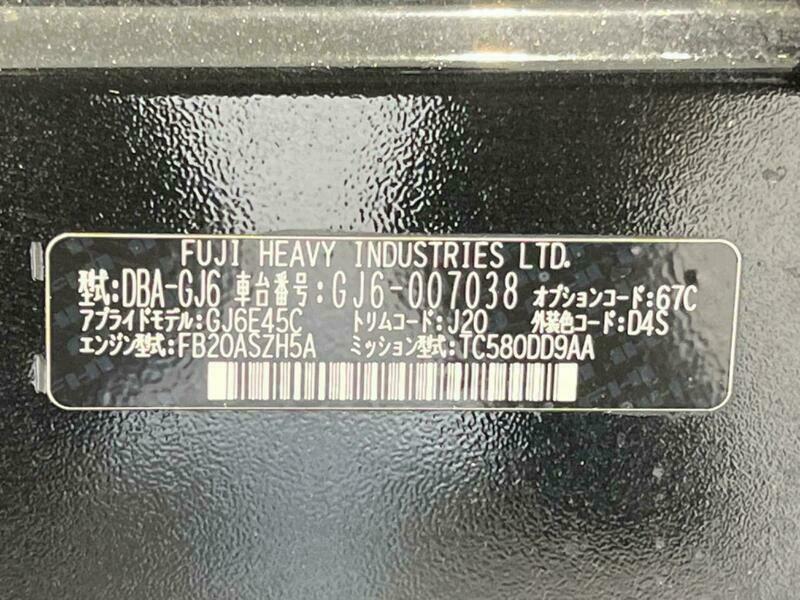 FUJI HEAVY INDUSTRIES LTD.
型式:DBA-GJ6 車台番号:GJ6-007038 オプションコード:67C
アプライドモデル:GJ6E45C トリムコード:J20 外装色コード:D4S
エンジン型式:FB20ASZH5A ミッション型式:TC580DD9AA